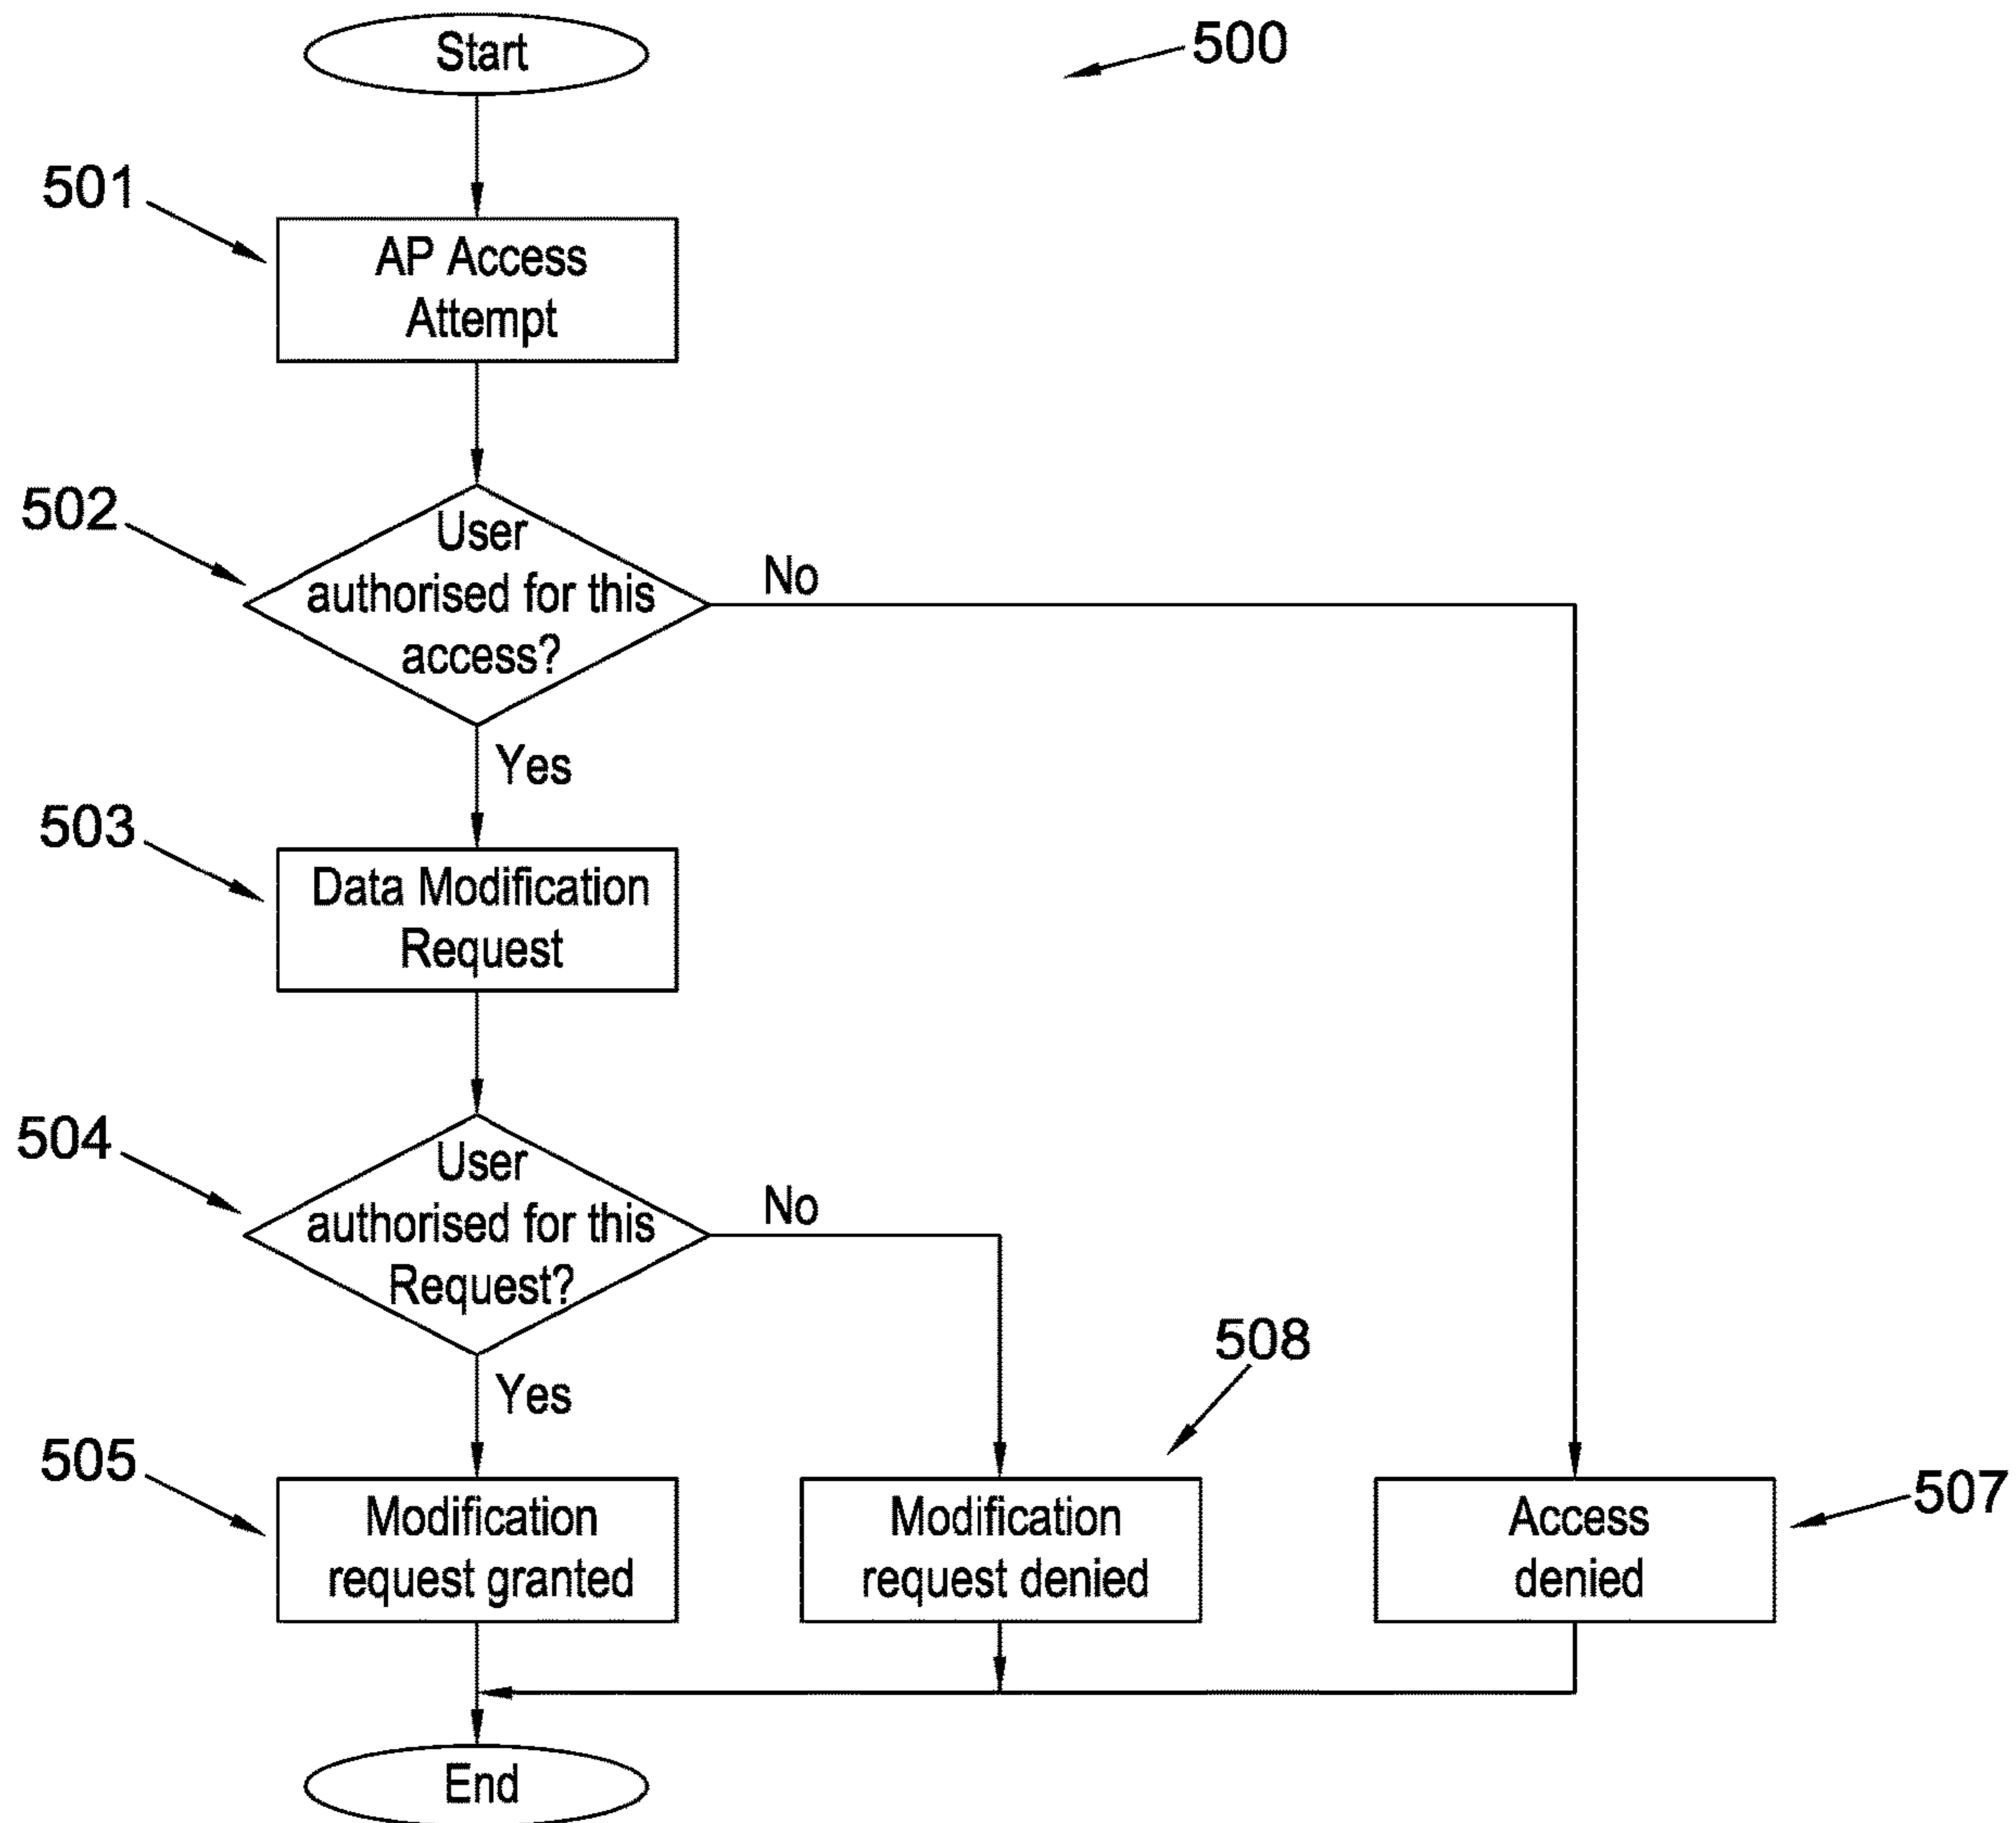 Start
500
501
AP Access
Attempt
502
User
authorised for this
access?
No
Yes
503
Data Modification
Request
504
User
authorised for this
Request?
No
Yes
508
505
Modification
request granted
Modification
request denied
Access
denied
507
End